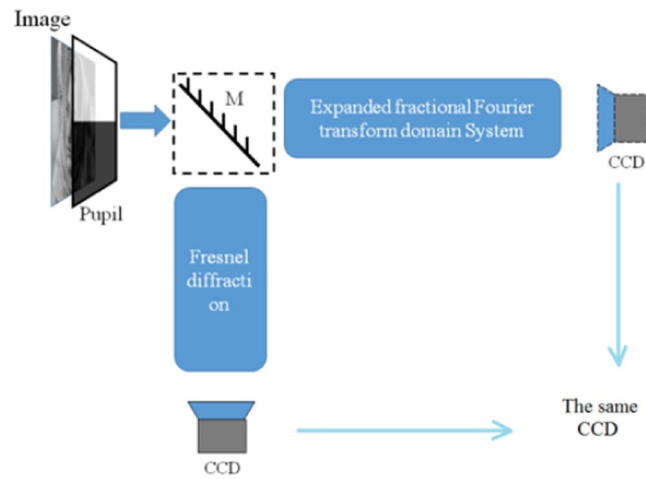 Image
M
Expanded fractional Fourier
transform domain System
CCD
Pupil
Fresnel
diffracti
on
The same
CCD
CCD